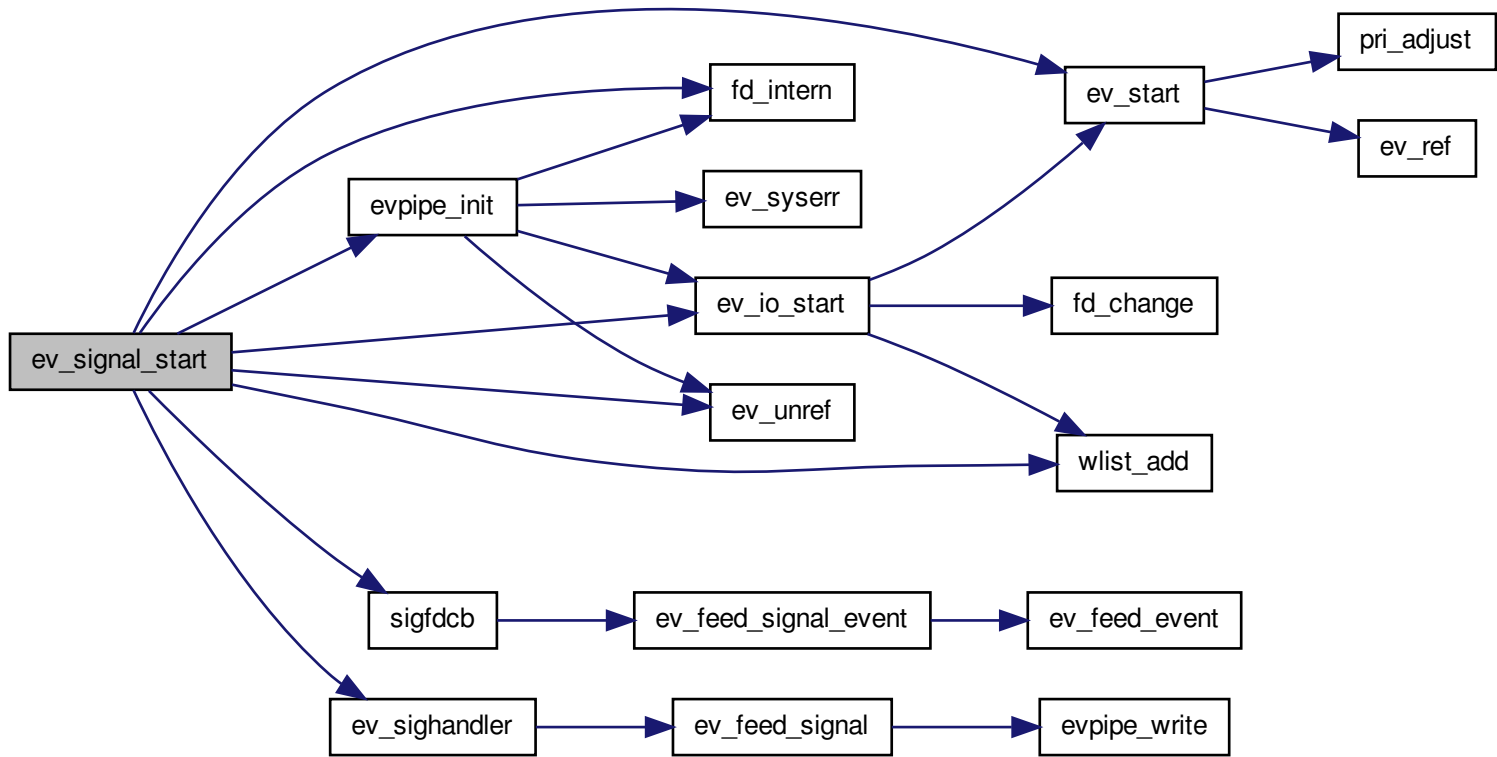 pri_adjust
fd_intern
ev_start
ev_ref
ev_syserr
evpipe_init
ev_io_start
fd_change
ev_signal_start
ev_unref
wlist_add
sigfdcb
ev_feed_signal_event
ev_feed_event
ev_sighandler
ev_feed_signal
evpipe_write